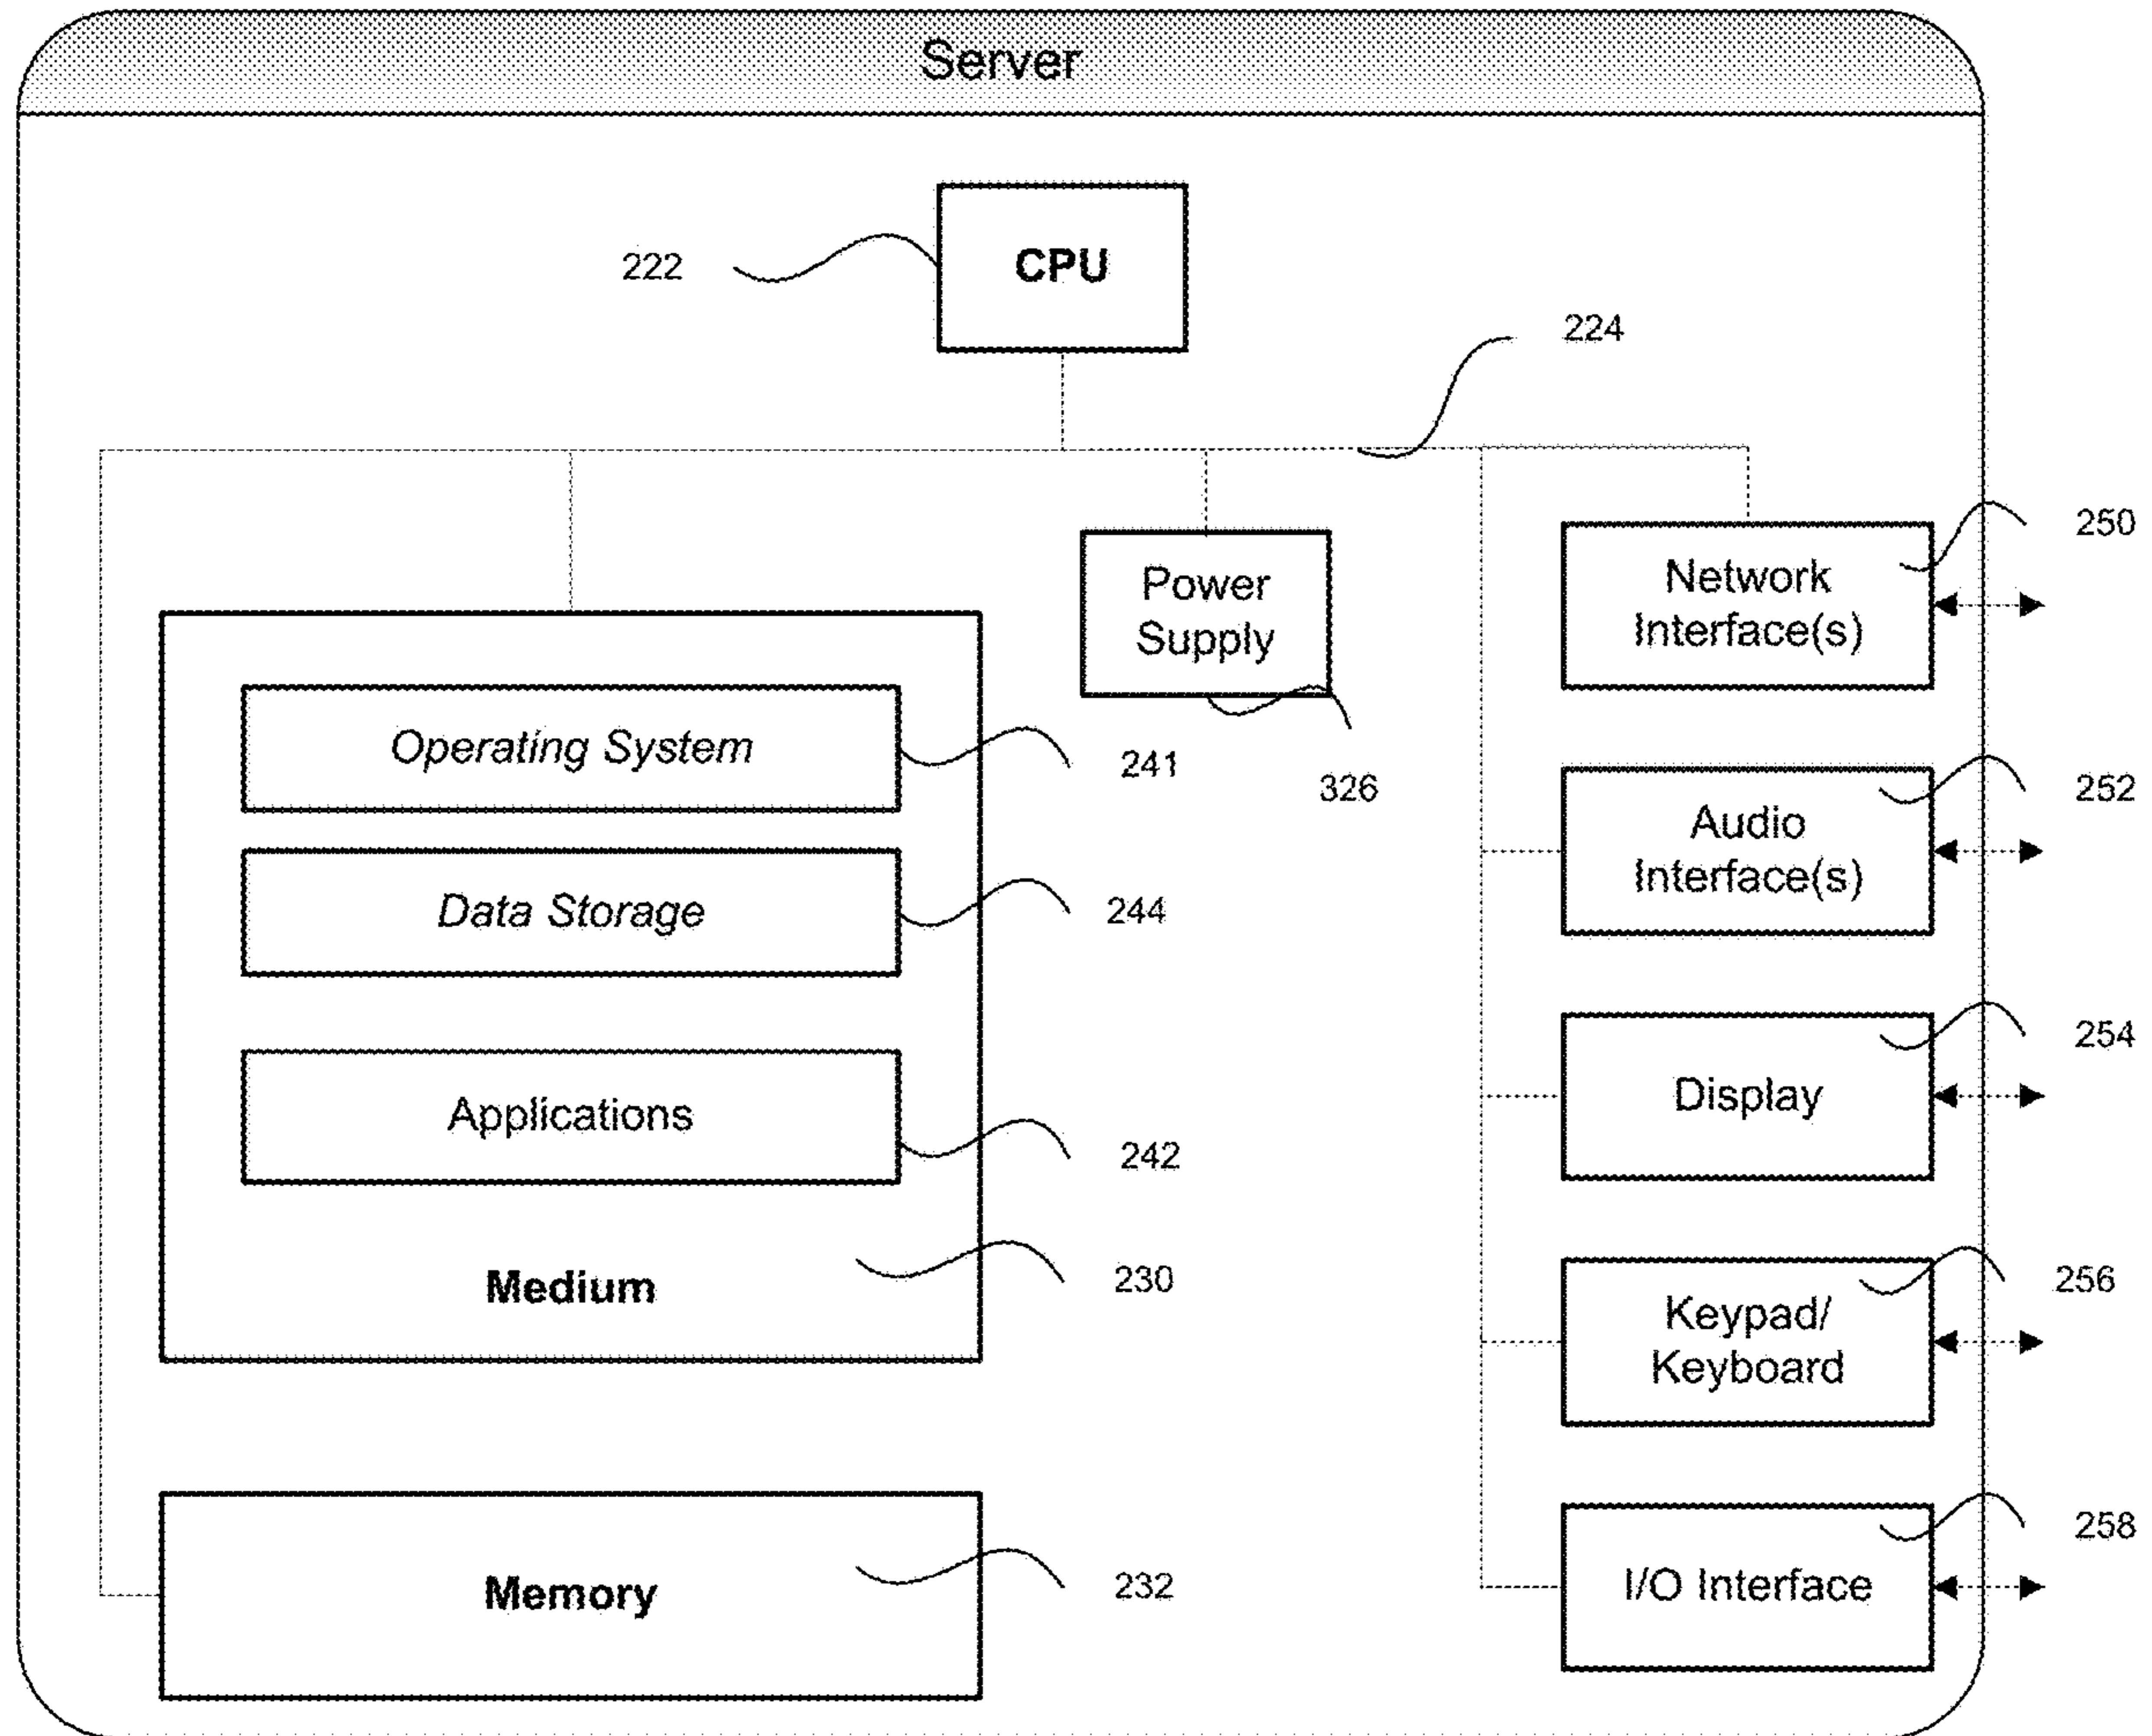 Server
CPU
222
224
Power
Supply
326
Network
Interface(s)
250
Operating System
241
Data Storage
244
Applications
242
Medium
230
Memory
232
Audio
Interface(s)
252
Display
254
Keypad/
Keyboard
256
I/O Interface
258